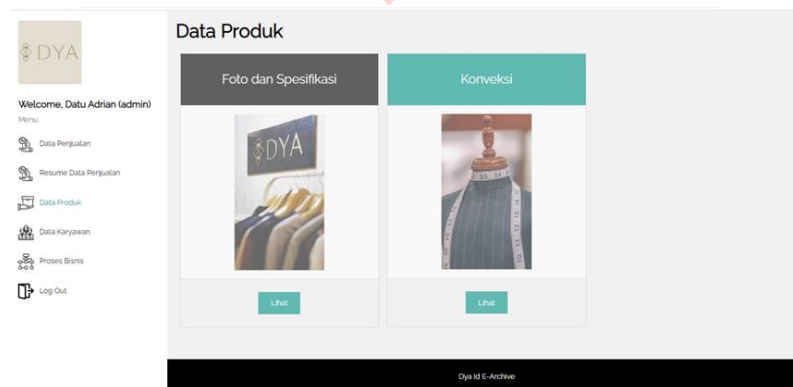 DYA
Welcome, Datu Adrian (admin)
Menu
Data Penjualan
Resume Data Penjualan
Data Produk
Data Karyawan
Proses Bisnis
Log Out
Data Produk
Foto dan Spesifikasi
DYA
Lihat
Konveksi
Lihat
Dya Id E-Archive